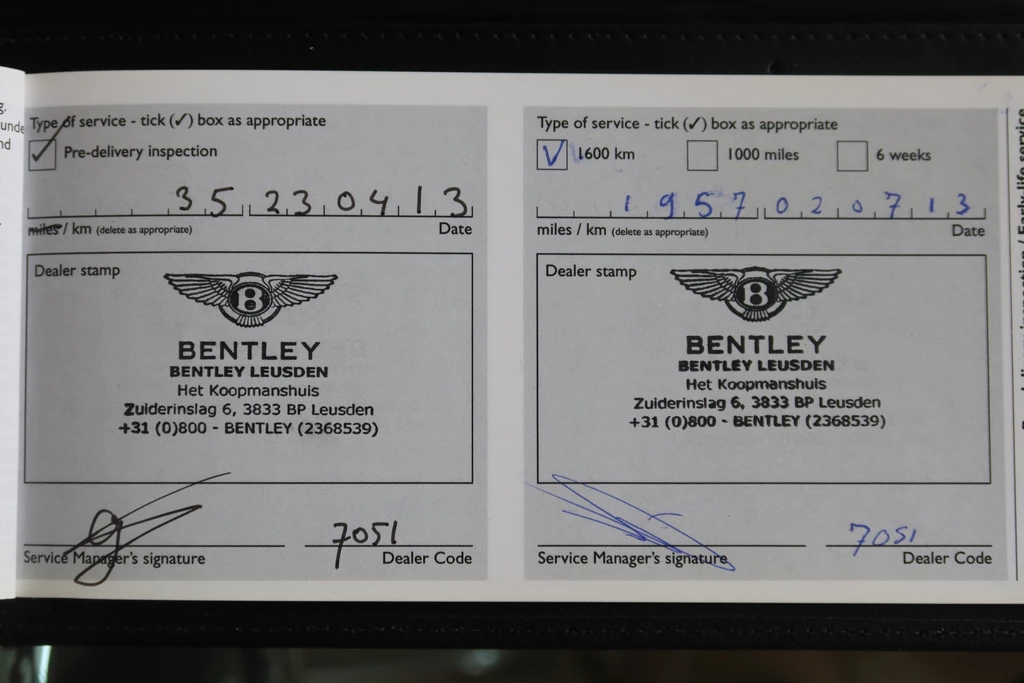 Type of service - tick (✓) box as appropriate
✓ Pre-delivery inspection
35 230413
miles / km (delete as appropriate) Date
Dealer stamp
B
BENTLEY
BENTLEY LEUSDEN
Het Koopmanshuis
Zuiderinslag 6, 3833 BP Leusden
+31 (0)800 - BENTLEY (2368539)
7051
Service Manager's signature Dealer Code
Type of service - tick (✓) box as appropriate
✓ 1600 km 1000 miles 6 weeks
1957 020713
miles / km (delete as appropriate) Date
Dealer stamp
B
BENTLEY
BENTLEY LEUSDEN
Het Koopmanshuis
Zuiderinslag 6, 3833 BP Leusden
+31 (0)800 - BENTLEY (2368539)
7051
Service Manager's signature Dealer Code